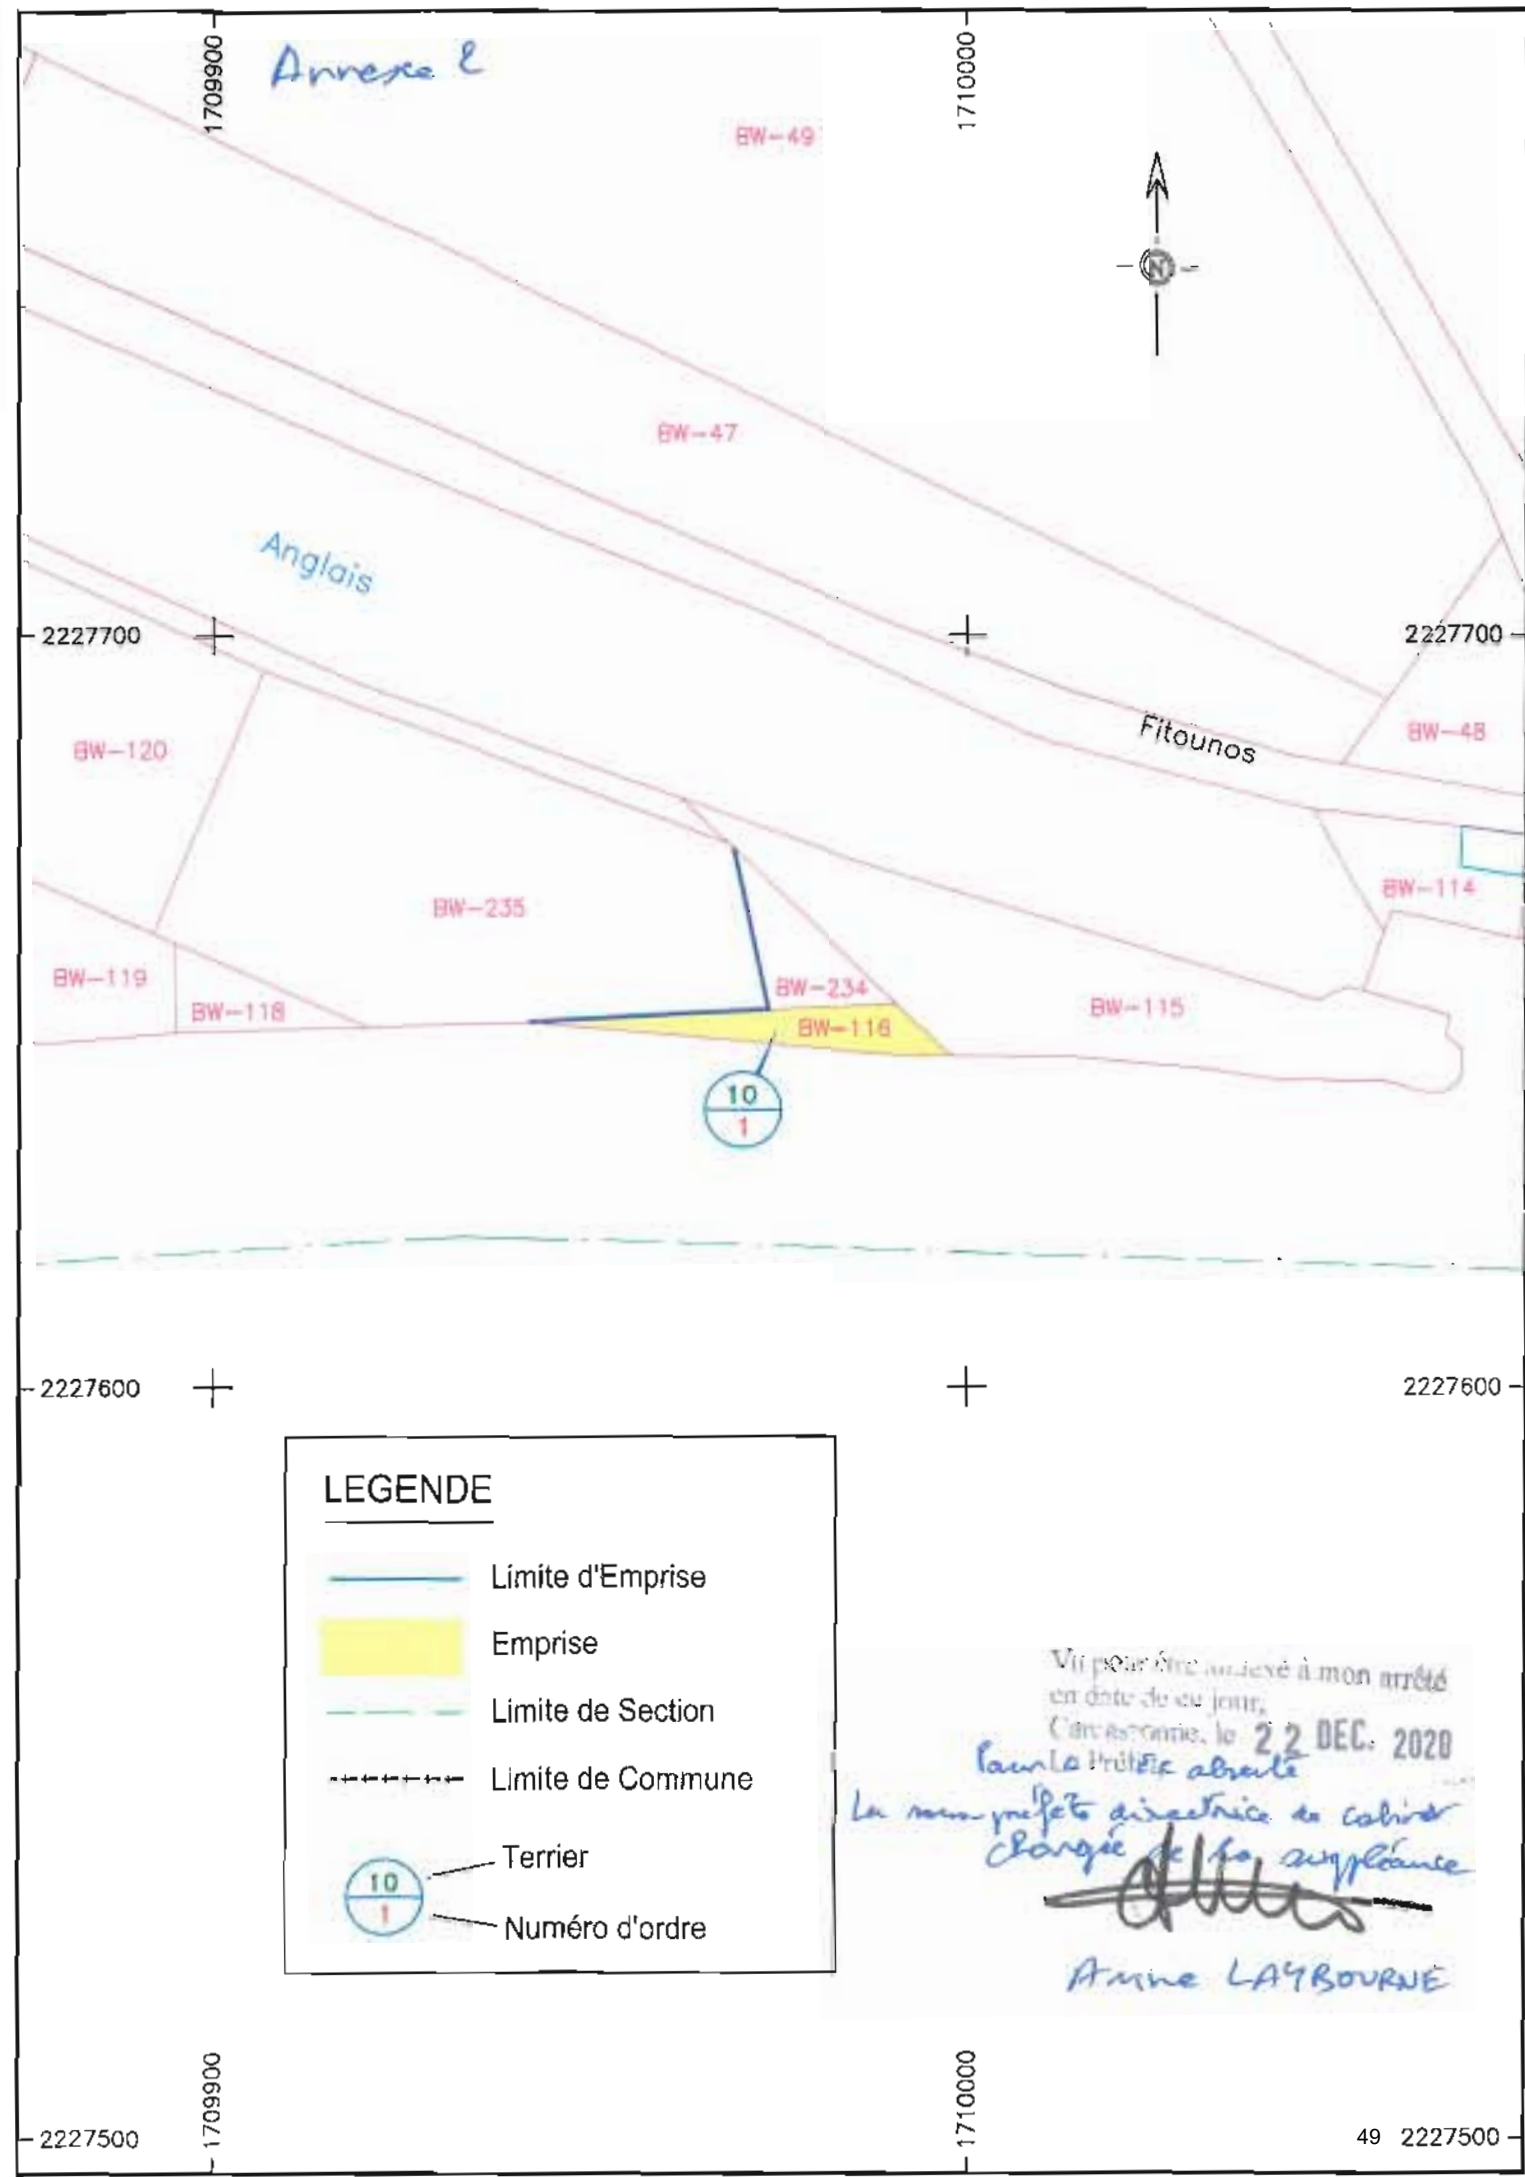 Annexe 2
1709900
1710000
BW-49
BW-47
Anglais
2227700
2227700
Fitounos
BW-48
BW-120
BW-114
BW-235
BW-119
BW-118
BW-234
BW-115
BW-116
10
1
2227600
2227600
LEGENDE
Limite d'Emprise
Emprise
Limite de Section
Limite de Commune
10
1
Terrier
Numéro d'ordre
Vu pour être annexé à mon arrêté
en date de ce jour,
Carcassonne, le 22 DEC. 2020
Pour La Préfète absente
La sous-préfète directrice de cabinet
chargée de la suppléance
Anne LAYBOURNE
1709900
1710000
2227500
49 2227500